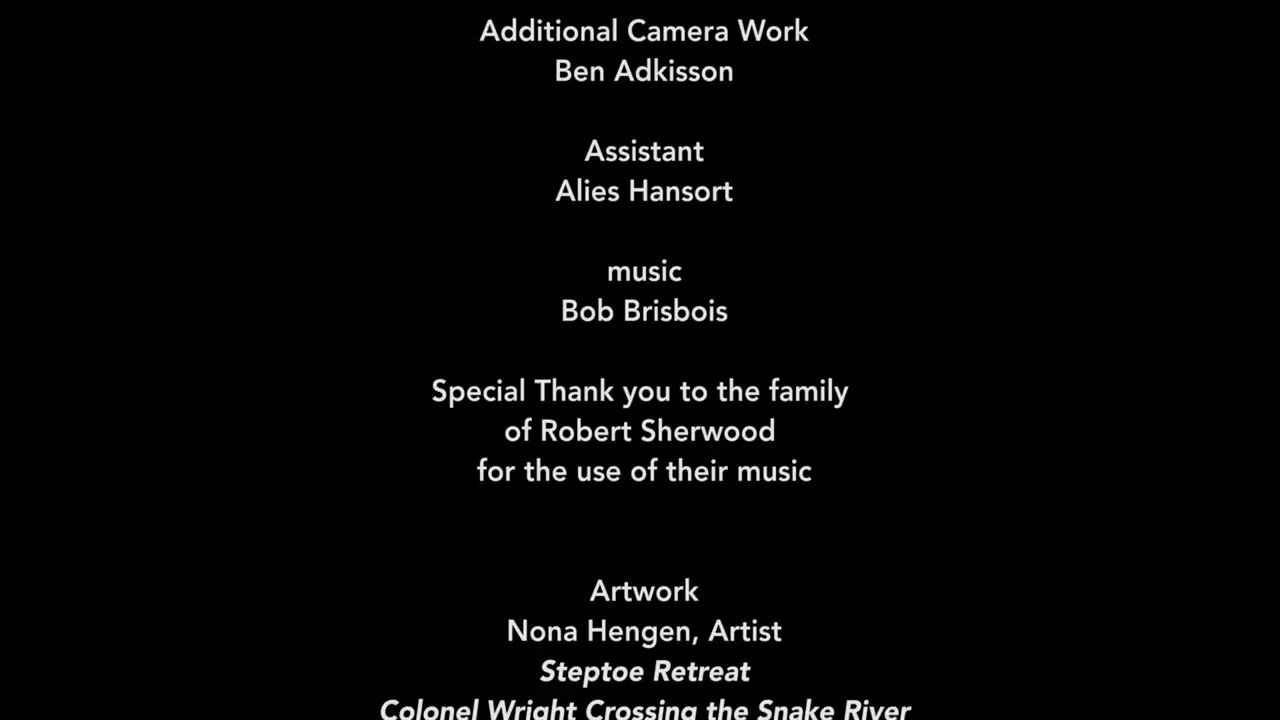 Additional Camera Work
Ben Adkisson
Assistant
Alies Hansort
music
Bob Brisbois
Special Thank you to the family
of Robert Sherwood
for the use of their music
Artwork
Nona Hengen, Artist
Steptoe Retreat
Colonel Wright Crossing the Snake River